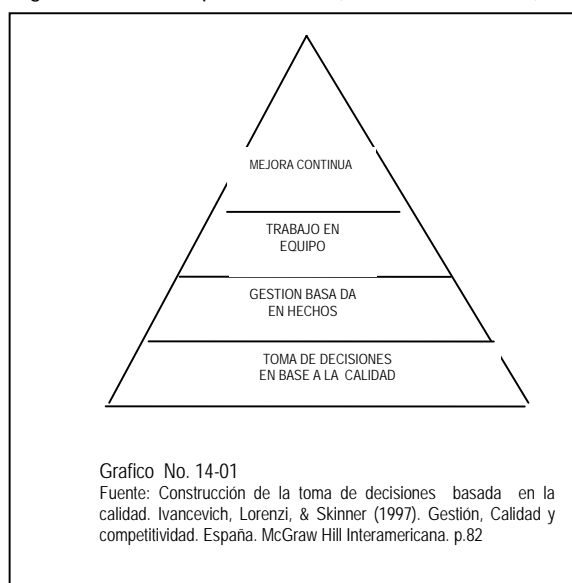 MEJORA CONTINUA
TRABAJO EN
EQUIPO
GESTION BASA DA
EN HECHOS
TOMA DE DECISIONES
EN BASE A LA CALIDAD
Grafico No. 14-01
Fuente: Construcción de la toma de decisiones basada en la
calidad. Ivancevich, Lorenzi, & Skinner (1997). Gestión, Calidad y
competitividad. España. McGraw Hill Interamericana. p.82